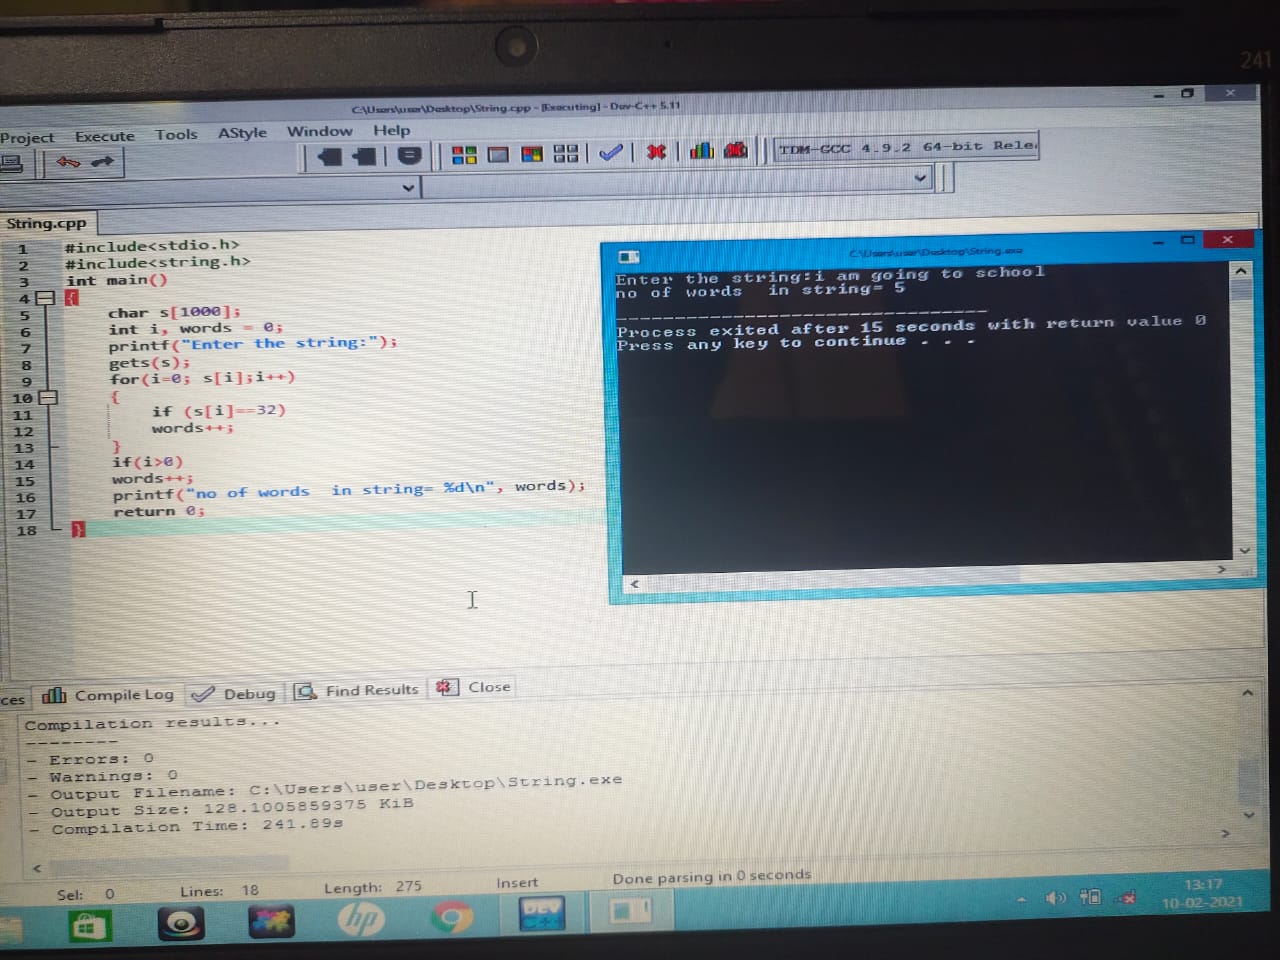 241
C:\Users\user\Desktop\String.cpp - [Executing] - Dev-C++ 5.11
Project Execute Tools AStyle Window Help
TDM-GCC 4.9.2 64-bit Rele
String.cpp
1 #include<stdio.h>
2 #include<string.h>
3 int main()
4 {
5 char s[1000];
6 int i, words = 0;
7 printf("Enter the string:");
8 gets(s);
9 for(i=0; s[i];i++)
10 {
11 if (s[i]==32)
12 words++;
13 }
14 if(i>0)
15 words++;
16 printf("no of words  in string= %d\n", words);
17 return 0;
18 }
C:\Users\user\Desktop\String.exe
Enter the string:i am going to school
no of words  in string= 5
--------------------------------
Process exited after 15 seconds with return value 0
Press any key to continue . . .
ces Compile Log Debug Find Results Close
Compilation results...
--------
- Errors: 0
- Warnings: 0
- Output Filename: C:\Users\user\Desktop\String.exe
- Output Size: 128.1005859375 KiB
- Compilation Time: 241.89s
Sel: 0 Lines: 18 Length: 275 Insert Done parsing in 0 seconds
hp
DEV
C++
13:17
10-02-2021